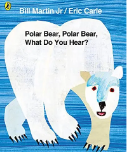 Bill Martin Jr / Eric Carle
Polar Bear, Polar Bear,
What Do You Hear?